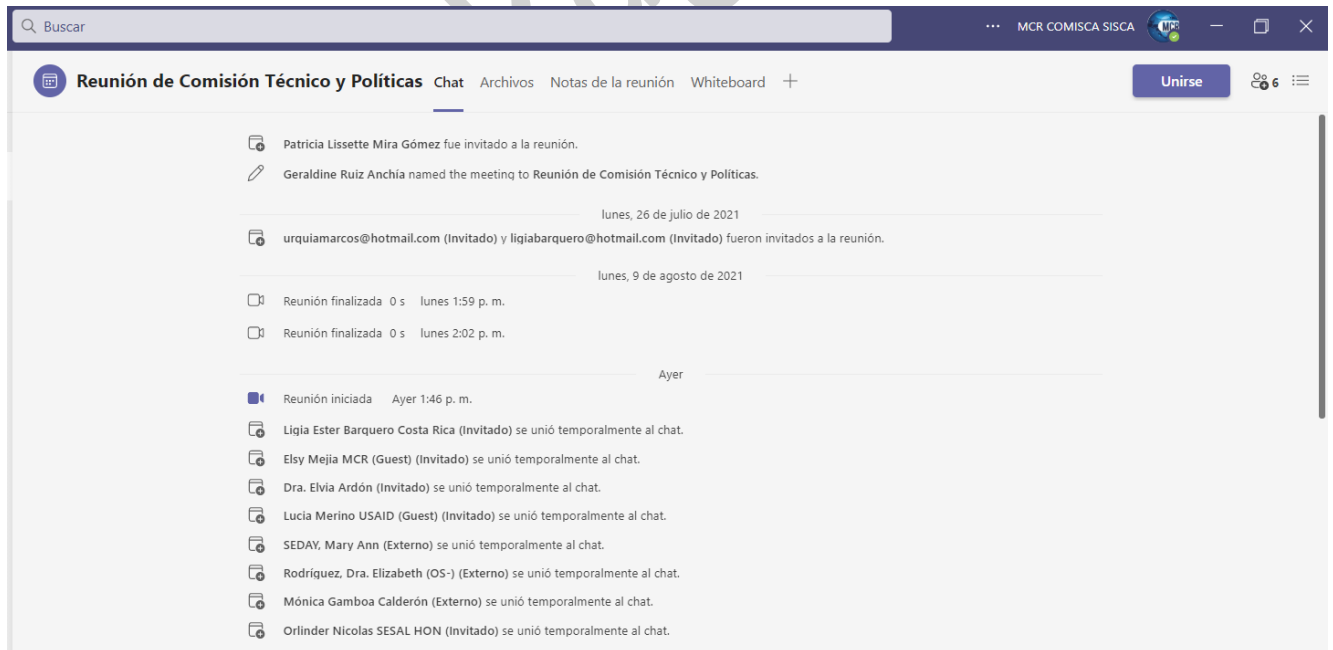 Buscar
··· MCR COMISCA SISCA MCR
Reunión de Comisión Técnico y Políticas Chat Archivos Notas de la reunión Whiteboard + Unirse 6
Patricia Lissette Mira Gómez fue invitado a la reunión.
Geraldine Ruiz Anchía named the meeting to Reunión de Comisión Técnico y Políticas.
lunes, 26 de julio de 2021
urquiamarcos@hotmail.com (Invitado) y ligiabarquero@hotmail.com (Invitado) fueron invitados a la reunión.
lunes, 9 de agosto de 2021
Reunión finalizada 0 s lunes 1:59 p. m.
Reunión finalizada 0 s lunes 2:02 p. m.
Ayer
Reunión iniciada Ayer 1:46 p. m.
Ligia Ester Barquero Costa Rica (Invitado) se unió temporalmente al chat.
Elsy Mejia MCR (Guest) (Invitado) se unió temporalmente al chat.
Dra. Elvia Ardón (Invitado) se unió temporalmente al chat.
Lucia Merino USAID (Guest) (Invitado) se unió temporalmente al chat.
SEDAY, Mary Ann (Externo) se unió temporalmente al chat.
Rodríguez, Dra. Elizabeth (OS-) (Externo) se unió temporalmente al chat.
Mónica Gamboa Calderón (Externo) se unió temporalmente al chat.
Orlinder Nicolas SESAL HON (Invitado) se unió temporalmente al chat.